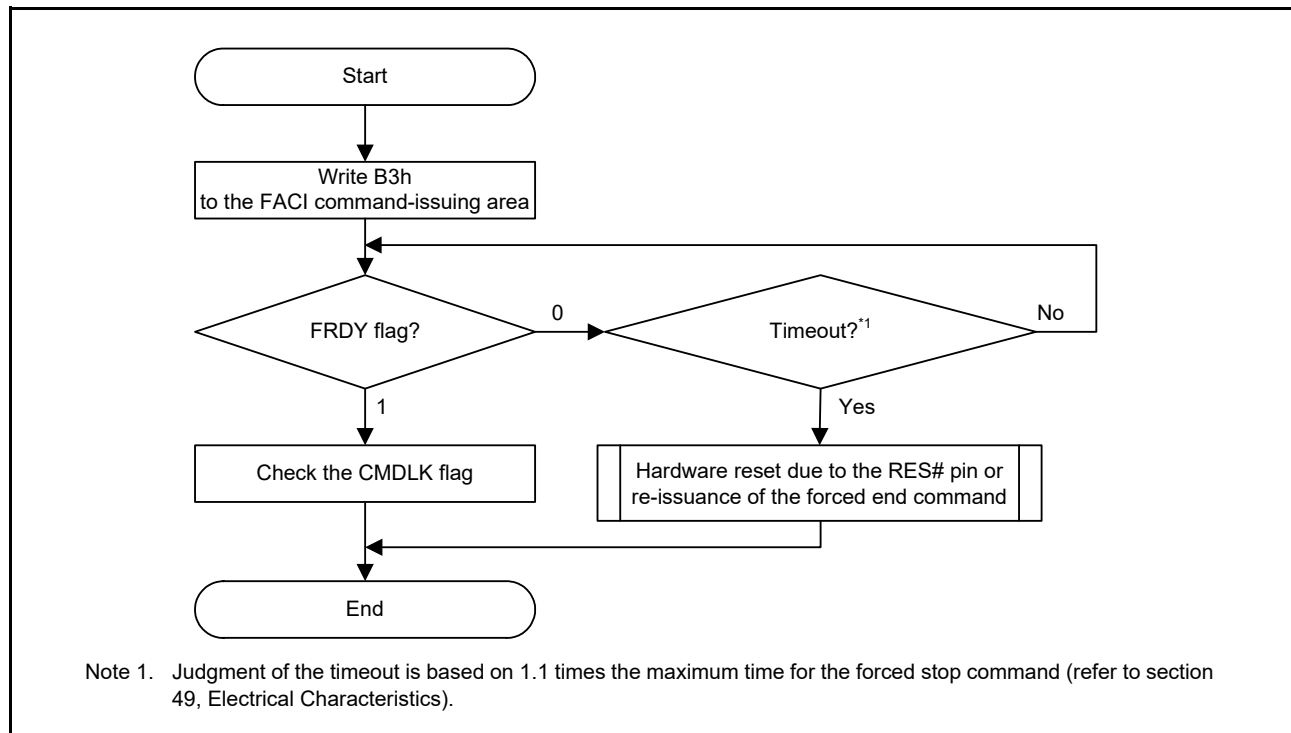 Start
Write B3h
to the FACI command-issuing area
FRDY flag?
0
Timeout?*1
No
1
Yes
Check the CMDLK flag
Hardware reset due to the RES# pin or
re-issuance of the forced end command
End
Note 1. Judgment of the timeout is based on 1.1 times the maximum time for the forced stop command (refer to section
49, Electrical Characteristics).